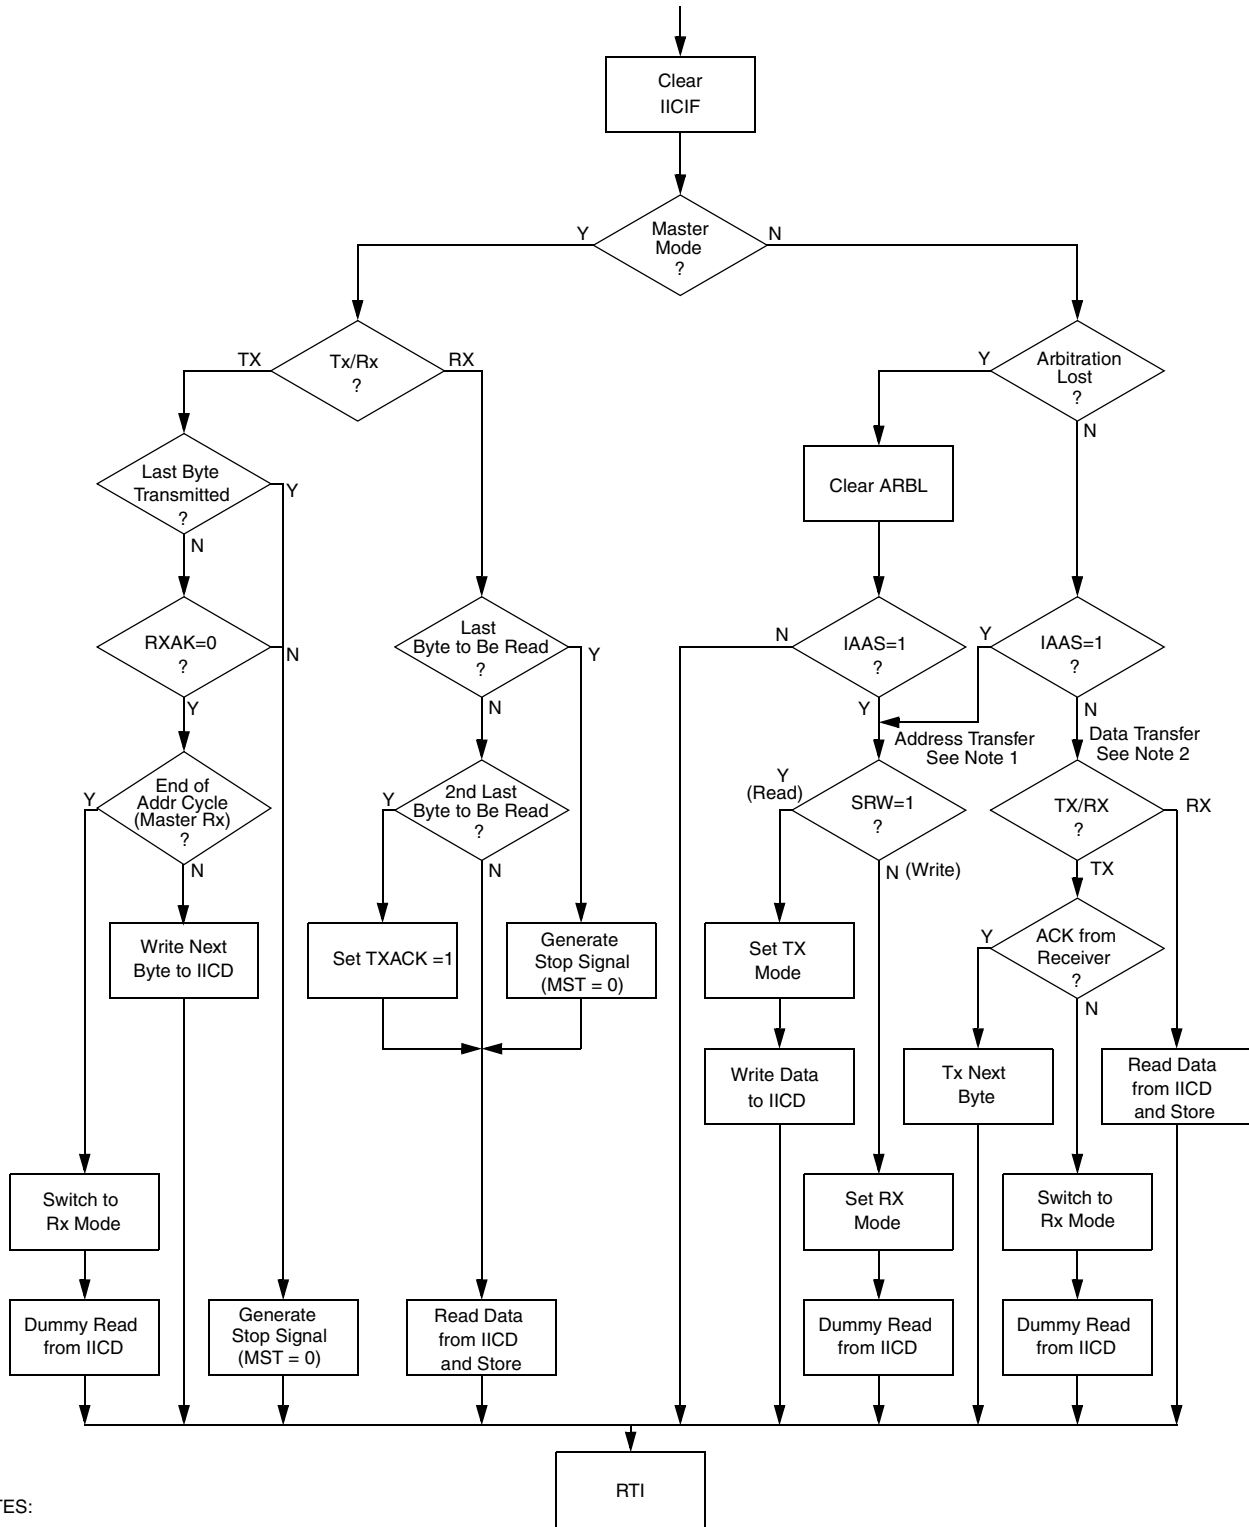 Clear
IICIF
Master
Mode
?
Y
N
Tx/Rx
?
TX
RX
Arbitration
Lost
?
Y
N
Last Byte
Transmitted
?
Y
N
Clear ARBL
RXAK=0
?
N
Y
Last
Byte to Be Read
?
Y
N
IAAS=1
?
N
Y
IAAS=1
?
Y
N
Address Transfer
See Note 1
Data Transfer
See Note 2
End of
Addr Cycle
(Master Rx)
?
Y
N
2nd Last
Byte to Be Read
?
Y
N
Y
(Read)
SRW=1
?
N (Write)
TX/RX
?
RX
TX
Write Next
Byte to IICD
Set TXACK =1
Generate
Stop Signal
(MST = 0)
Set TX
Mode
ACK from
Receiver
?
Y
N
Write Data
to IICD
Tx Next
Byte
Read Data
from IICD
and Store
Switch to
Rx Mode
Set RX
Mode
Switch to
Rx Mode
Dummy Read
from IICD
Generate
Stop Signal
(MST = 0)
Read Data
from IICD
and Store
Dummy Read
from IICD
Dummy Read
from IICD
RTI
TES: